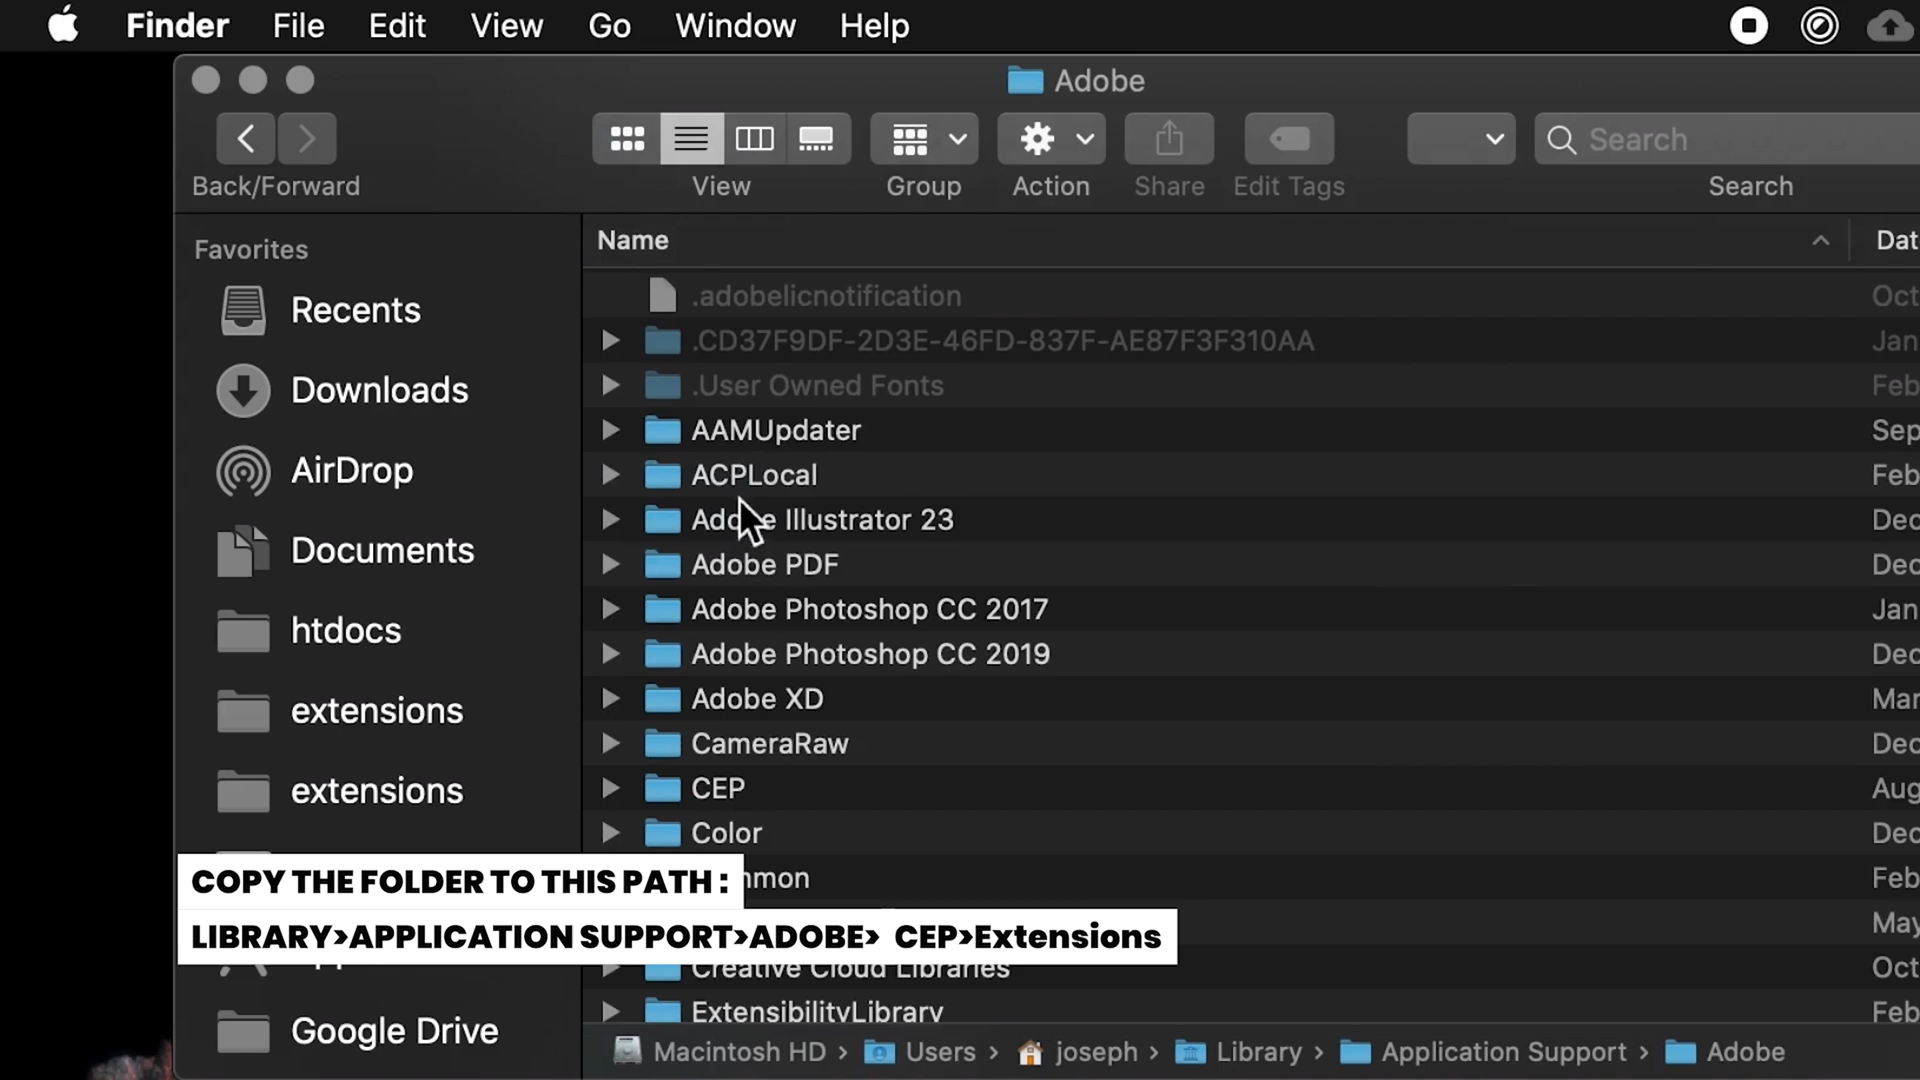 Finder File Edit View Go Window Help
Adobe
Search
Back/Forward View Group Action Share Edit Tags Search
Favorites
Recents
Downloads
AirDrop
Documents
htdocs
extensions
extensions
Google Drive
Name Dat
.adobelicnotification Oct
.CD37F9DF-2D3E-46FD-837F-AE87F3F310AA Jan
.User Owned Fonts Feb
AAMUpdater Sep
ACPLocal Feb
Adobe Illustrator 23 Dec
Adobe PDF Dec
Adobe Photoshop CC 2017 Jan
Adobe Photoshop CC 2019 Dec
Adobe XD Mar
CameraRaw Dec
CEP Aug
Color Dec
mmon Feb
May
Creative Cloud Libraries Oct
ExtensibilityLibrary Feb
COPY THE FOLDER TO THIS PATH :
LIBRARY>APPLICATION SUPPORT>ADOBE> CEP>Extensions
Macintosh HD › Users › joseph › Library › Application Support › Adobe